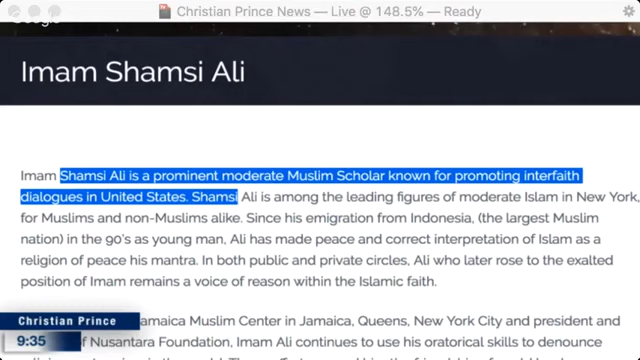 Christian Prince News — Live @ 148.5% — Ready
Imam Shamsi Ali
Imam Shamsi Ali is a prominent moderate Muslim Scholar known for promoting interfaith
dialogues in United States. Shamsi Ali is among the leading figures of moderate Islam in New York,
for Muslims and non-Muslims alike. Since his emigration from Indonesia, (the largest Muslim
nation) in the 90's as young man, Ali has made peace and correct interpretation of Islam as a
religion of peace his mantra. In both public and private circles, Ali who later rose to the exalted
position of Imam remains a voice of reason within the Islamic faith.
Christian Prince
amaica Muslim Center in Jamaica, Queens, New York City and president and
9:35
of Nusantara Foundation, Imam Ali continues to use his oratorical skills to denounce